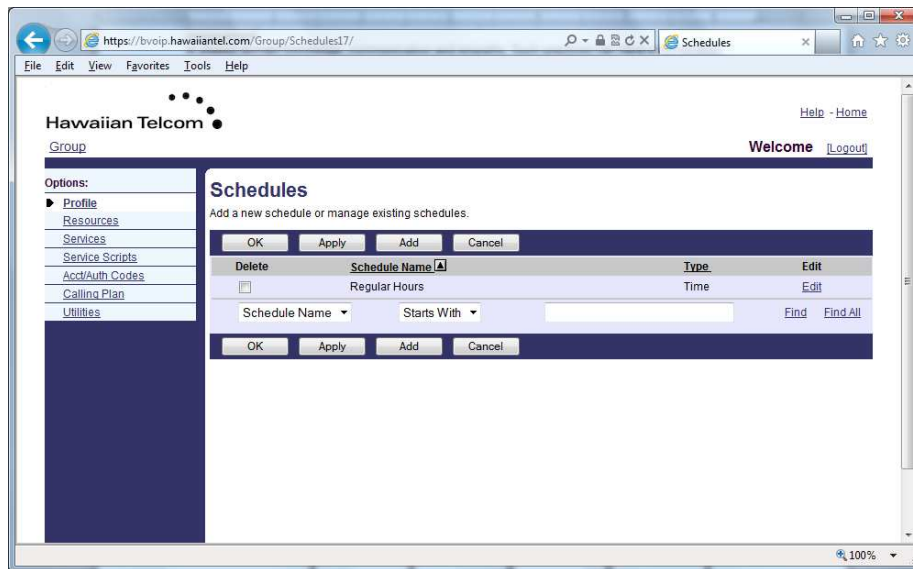 https://bvoip.hawaiiantel.com/Group/Schedules17/
Schedules
File Edit View Favorites Tools Help
Hawaiian Telcom
Help - Home
Group
Welcome [Logout]
Options:
Profile
Resources
Services
Service Scripts
Acct/Auth Codes
Calling Plan
Utilities
Schedules
Add a new schedule or manage existing schedules.
OK Apply Add Cancel
Delete Schedule Name Type Edit
Regular Hours Time Edit
Schedule Name Starts With Find Find All
OK Apply Add Cancel
100%